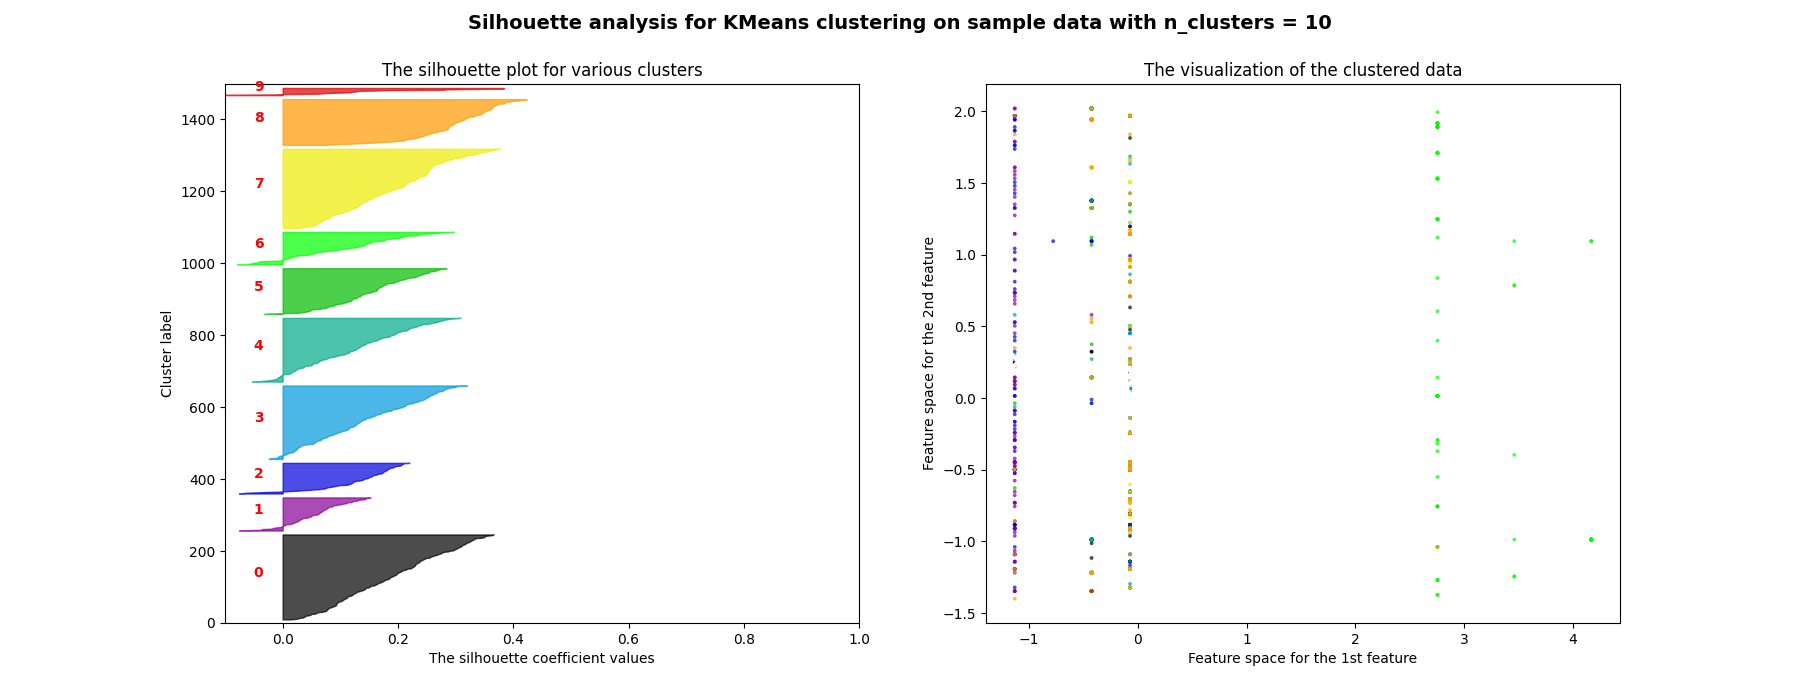 Silhouette analysis for KMeans clustering on sample data with n_clusters = 10
The silhouette plot for various clusters
9
8
7
6
5
4
3
2
1
0
1400
1200
1000
800
600
400
200
0
Cluster label
0.0 0.2 0.4 0.6 0.8 1.0
The silhouette coefficient values
The visualization of the clustered data
2.0
1.5
1.0
0.5
0.0
−0.5
−1.0
−1.5
Feature space for the 2nd feature
−1 0 1 2 3 4
Feature space for the 1st feature